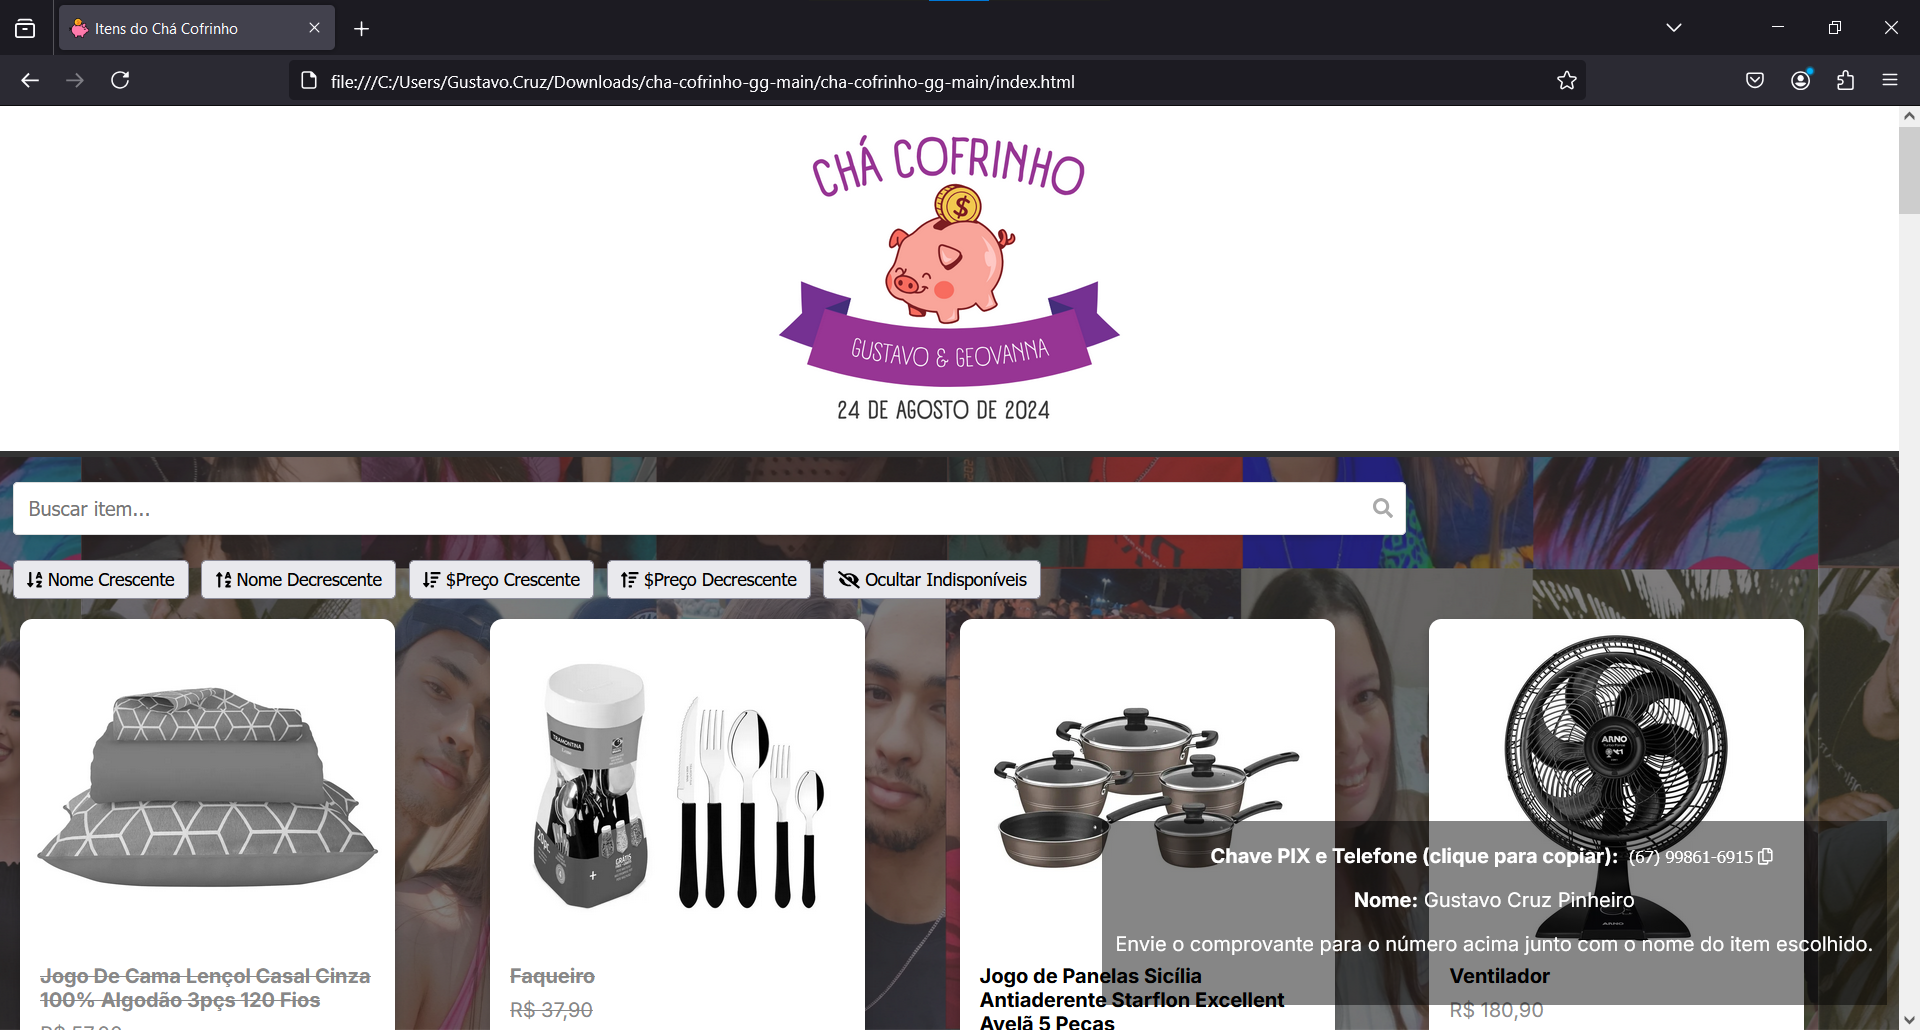 Itens do Chá Cofrinho
file:///C:/Users/Gustavo.Cruz/Downloads/cha-cofrinho-gg-main/cha-cofrinho-gg-main/index.html
CHÁ COFRINHO
$
GUSTAVO & GEOVANNA
24 DE AGOSTO DE 2024
Buscar item...
Nome Crescente
Nome Decrescente
$Preço Crescente
$Preço Decrescente
Ocultar Indisponíveis
TRAMONTINA
ARNO
Chave PIX e Telefone (clique para copiar): (67) 99861-6915
Nome: Gustavo Cruz Pinheiro
Envie o comprovante para o número acima junto com o nome do item escolhido.
Jogo De Cama Lençol Casal Cinza
100% Algodão 3pçs 120 Fios
Faqueiro
R$ 37,90
Jogo de Panelas Sicília
Antiaderente Starflon Excellent
Avelã 5 Peças
Ventilador
R$ 180,90